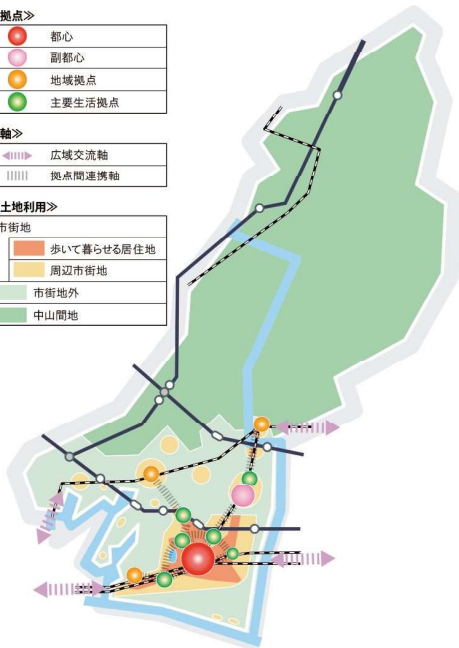 拠点≫
都心
副都心
地域拠点
主要生活拠点
軸≫
広域交流軸
拠点間連携軸
土地利用≫
市街地
歩いて暮らせる居住地
周辺市街地
市街地外
中山間地